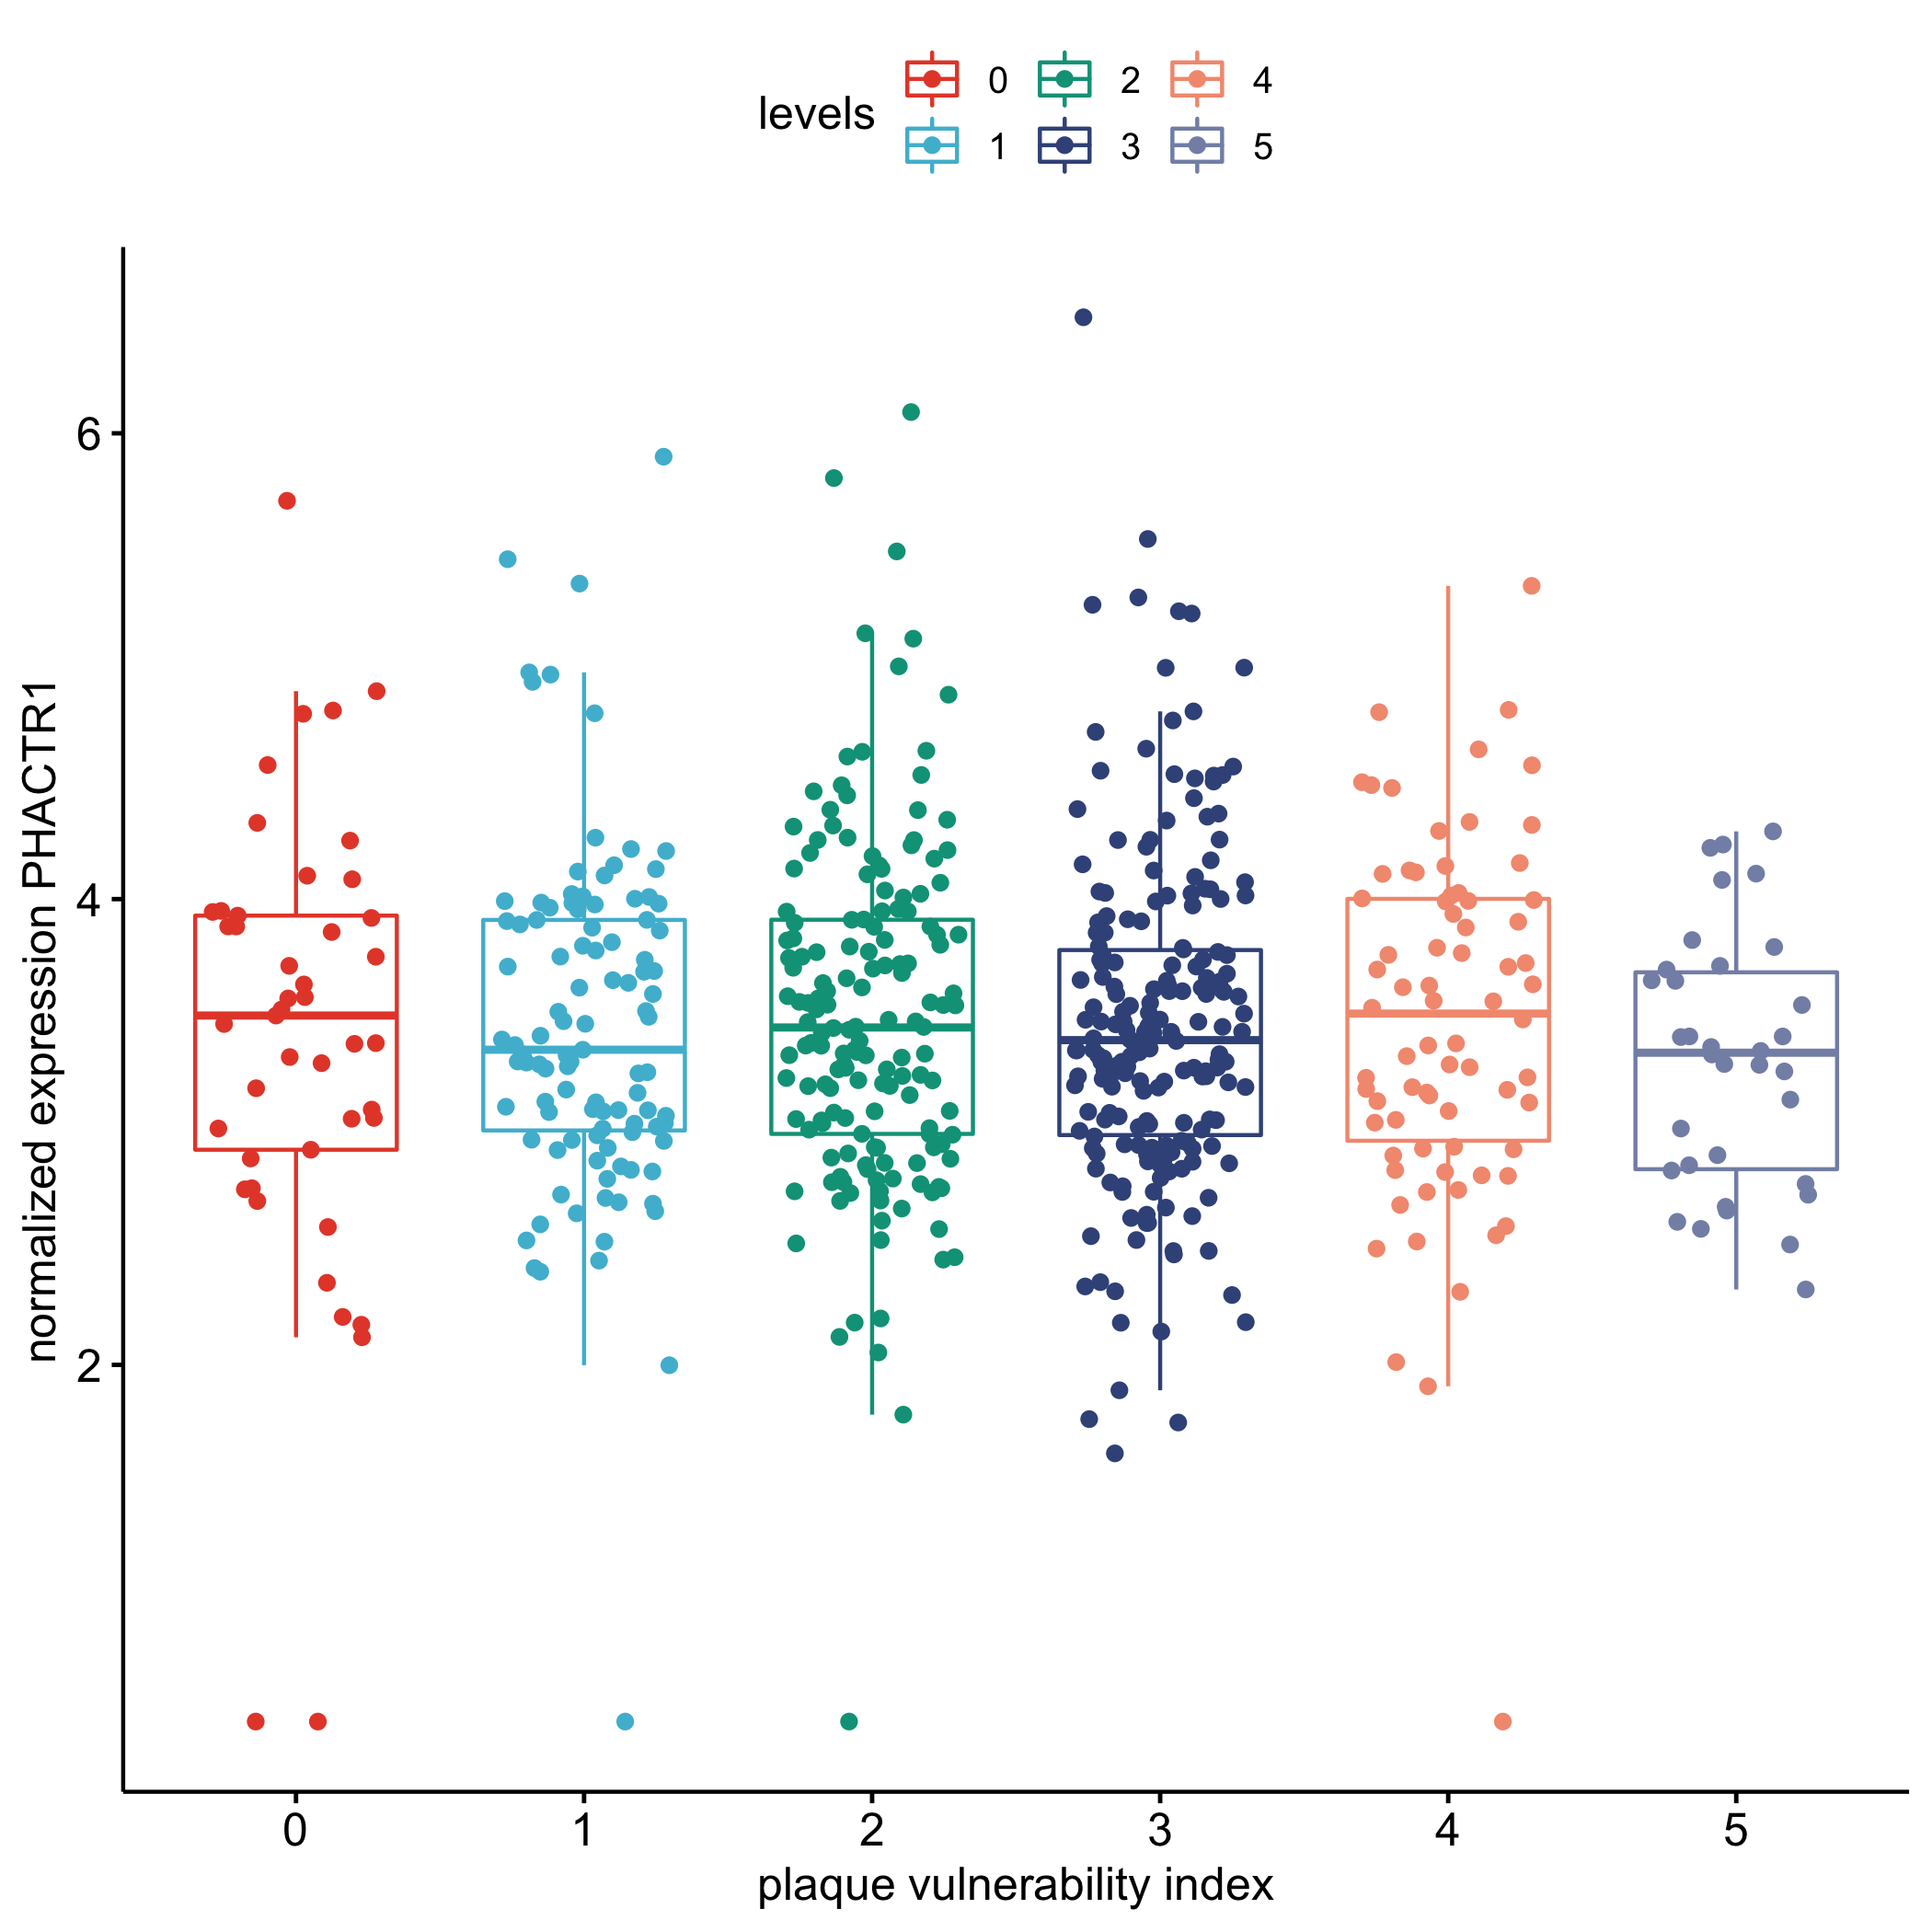 levels
0 2 4
1 3 5
normalized expression PHACTR1
6
4
2
0 1 2 3 4 5
plaque vulnerability index